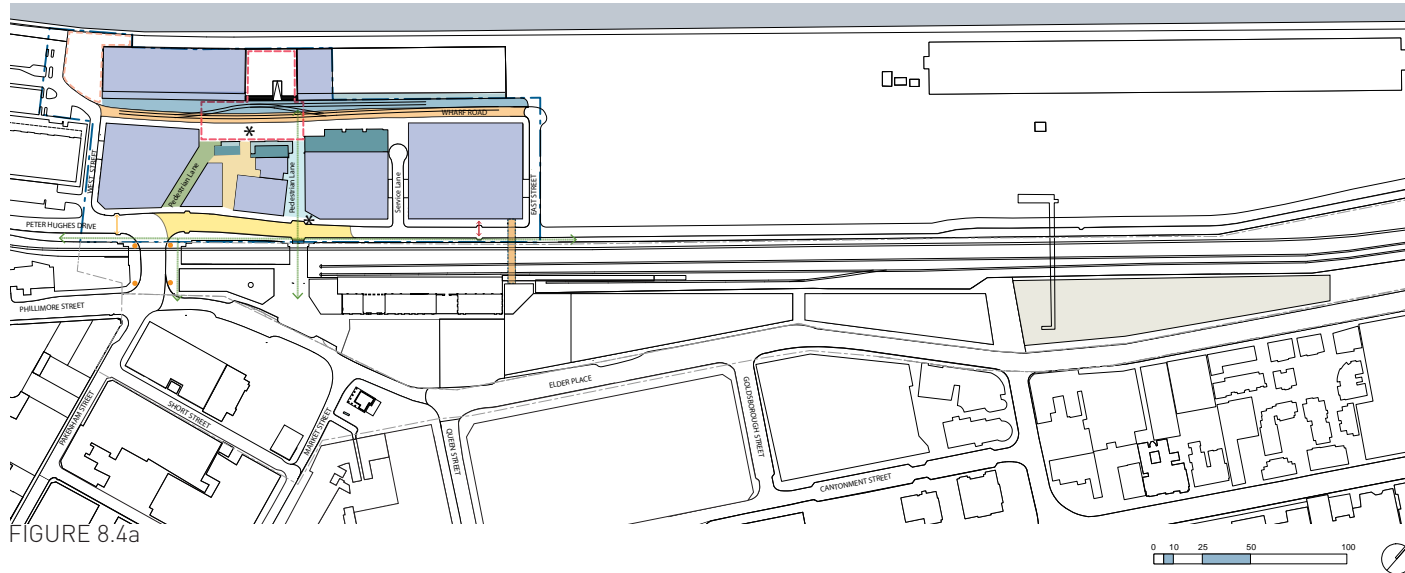 WHARF ROAD
WEST STREET
Pedestrian Lane
Pedestrian Lane
Service Lane
EAST STREET
*
*
PETER HUGHES DRIVE
PHILLIMORE STREET
PAKENHAM STREET
SHORT STREET
MARKET STREET
QUEEN STREET
ELDER PLACE
GOLDSBOROUGH STREET
CANTONMENT STREET
FIGURE 8.4a
0 10 25 50 100